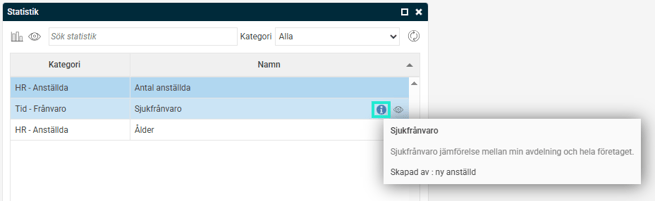 Statistik
Sök statistik Kategori Alla
Kategori Namn
HR - Anställda Antal anställda
Tid - Frånvaro Sjukfrånvaro
HR - Anställda Ålder
Sjukfrånvaro
Sjukfrånvaro jämförelse mellan min avdelning och hela företaget.
Skapad av : ny anställd